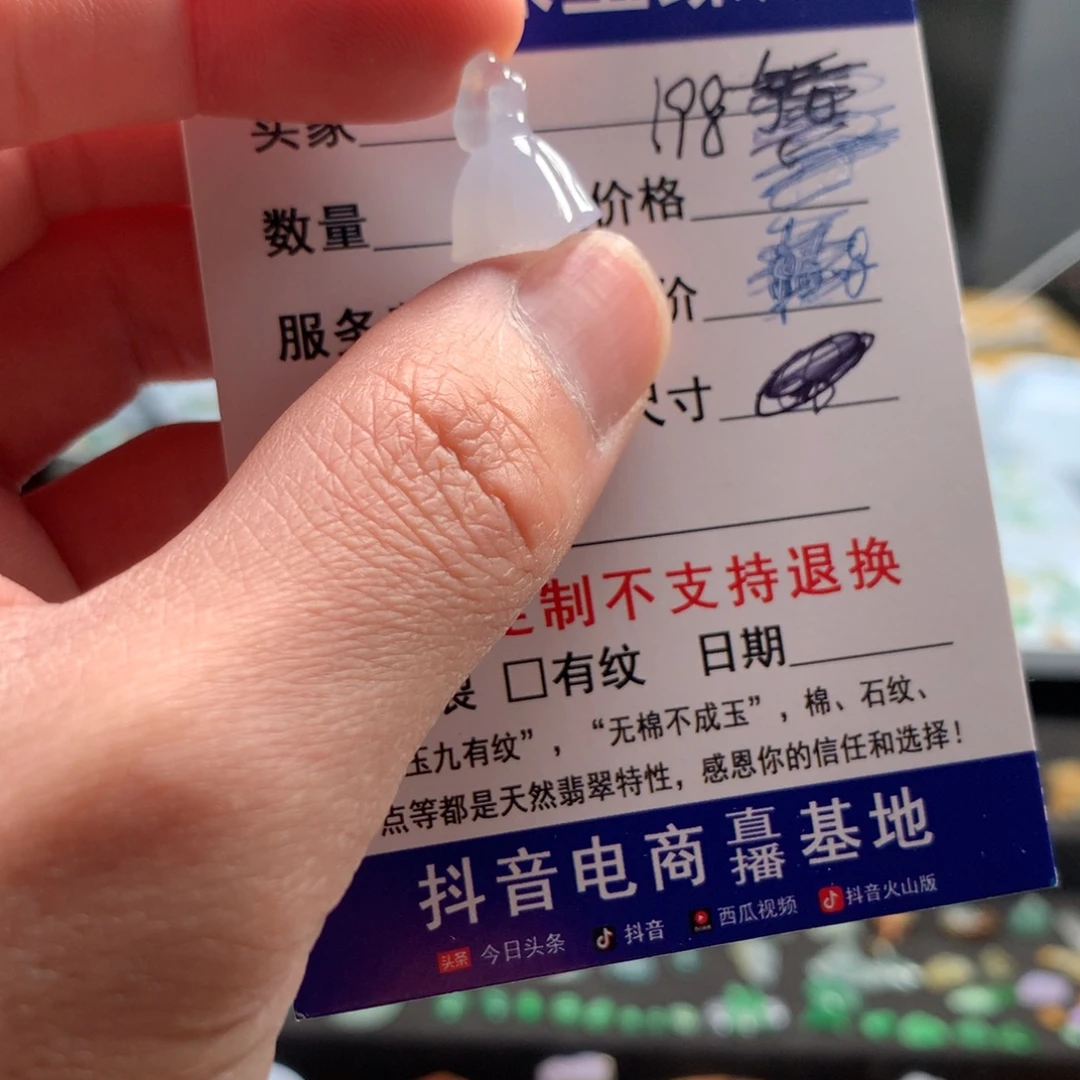 买家 198
数量 价格
服务 价
尺寸
定制不支持退换
□有纹 日期
玉九有纹”，“无棉不成玉”，棉、石纹、
点等都是天然翡翠特性，感恩你的信任和选择！
抖音电商直播基地
头条 今日头条 抖音 西瓜视频 抖音火山版